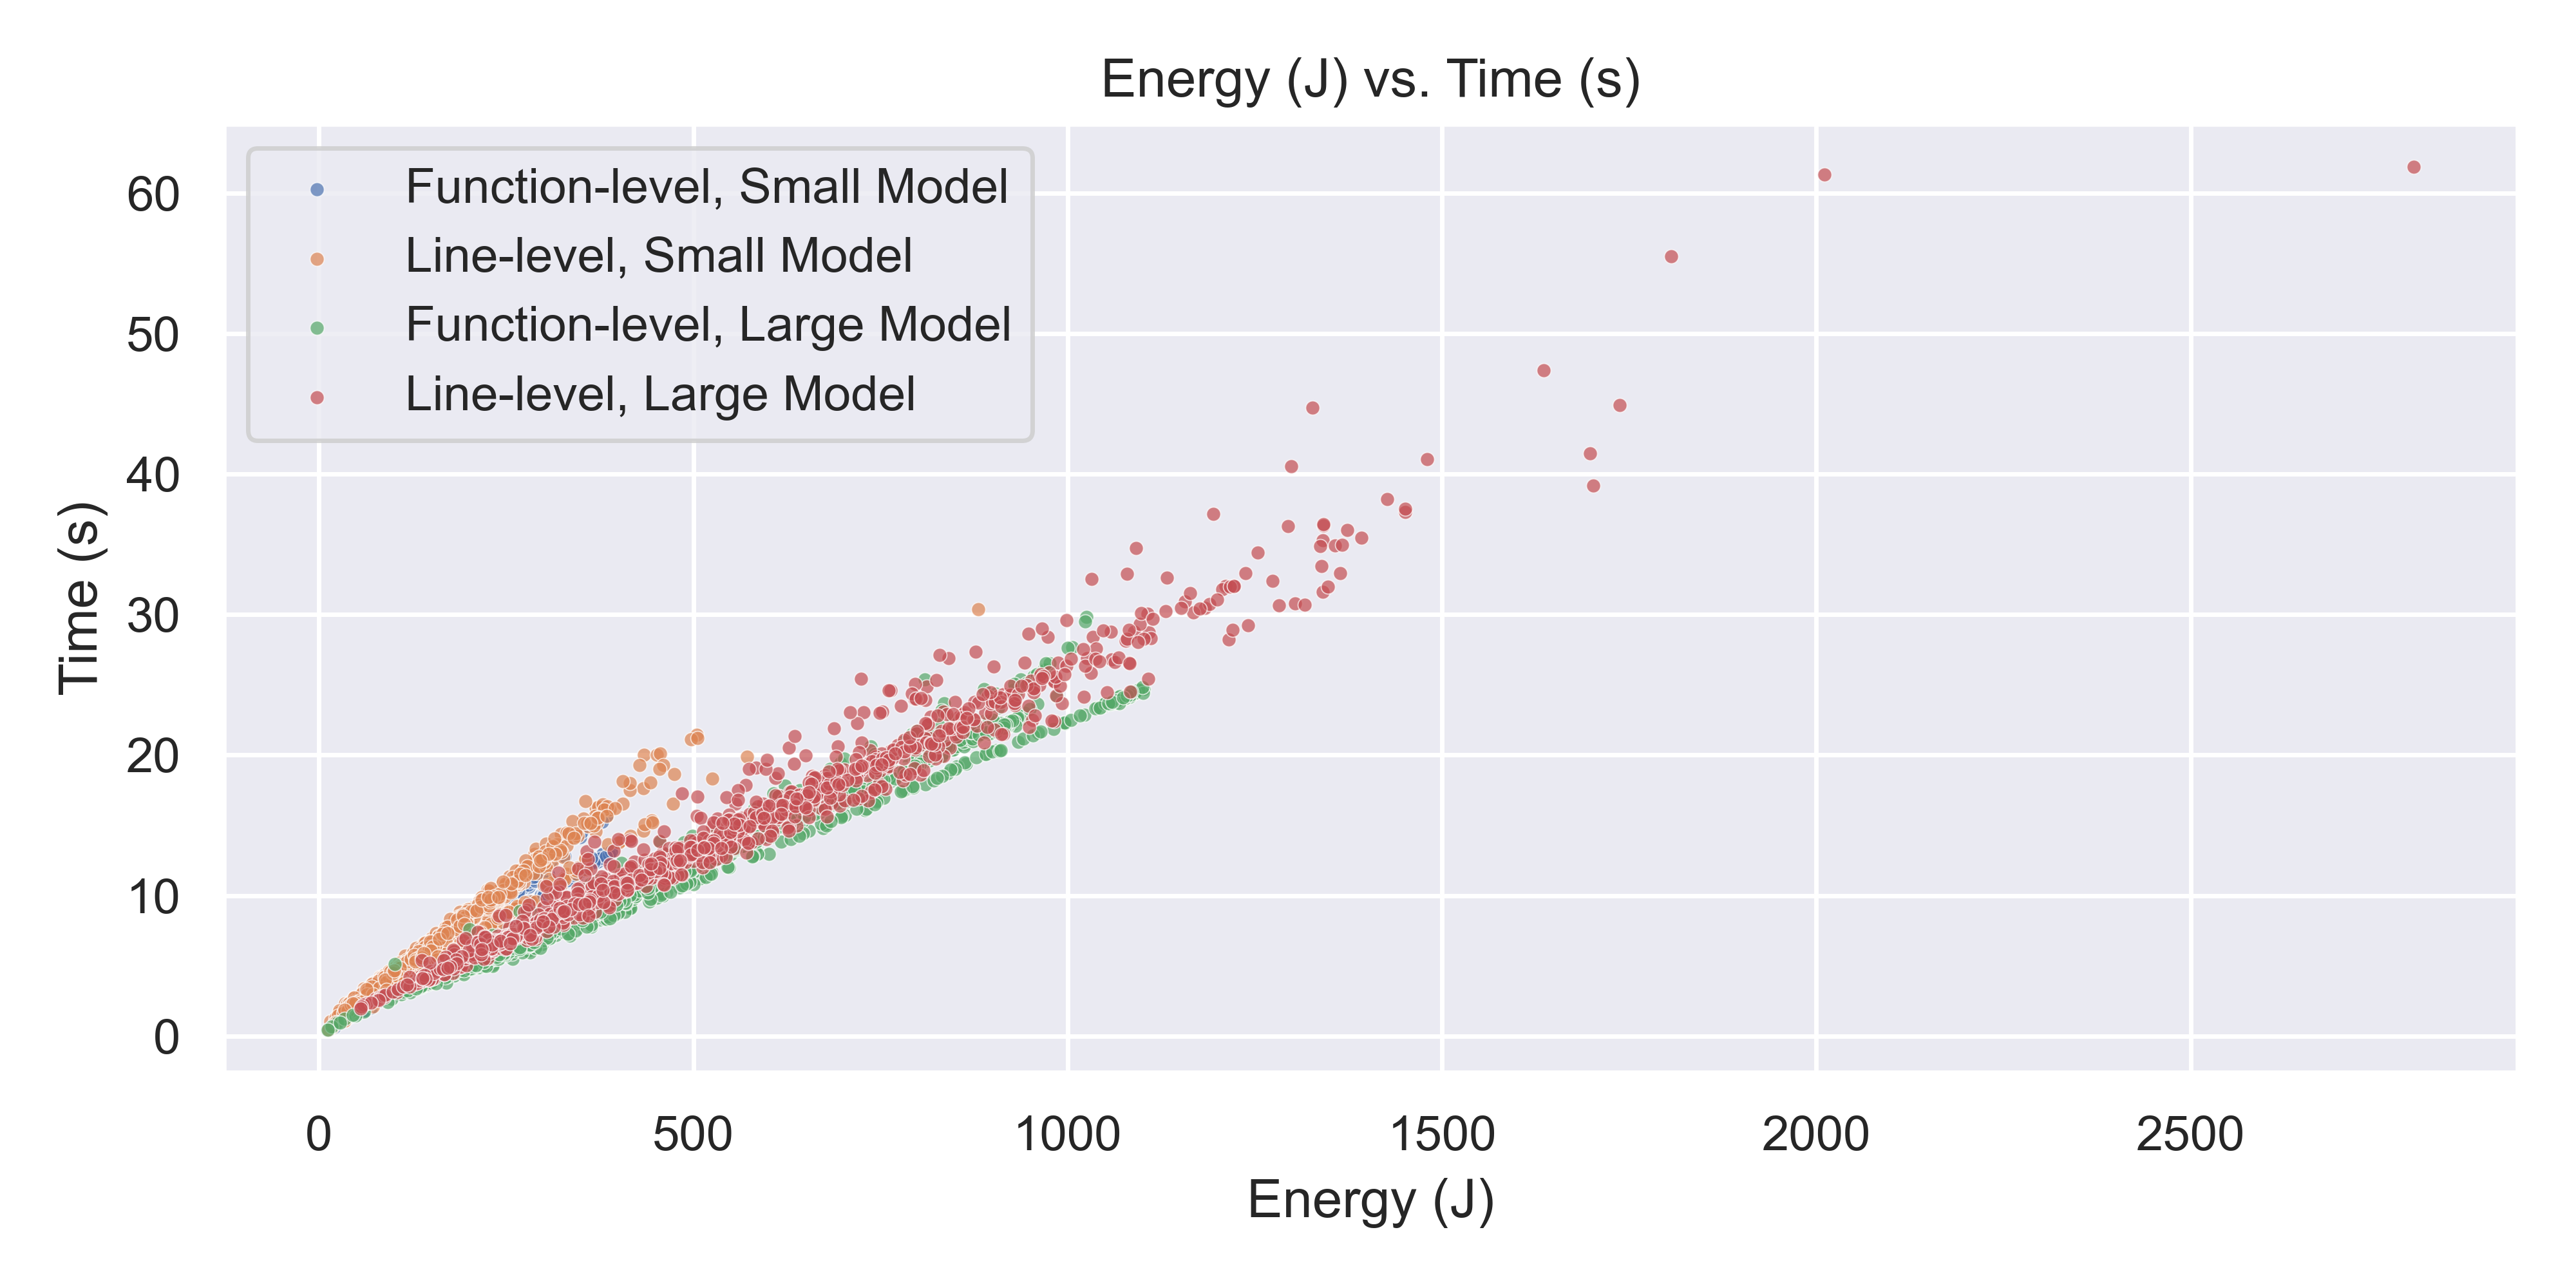 Energy (J) vs. Time (s)
Function-level, Small Model
Line-level, Small Model
Function-level, Large Model
Line-level, Large Model
Time (s)
60
50
40
30
20
10
0
0
500
1000
1500
2000
2500
Energy (J)